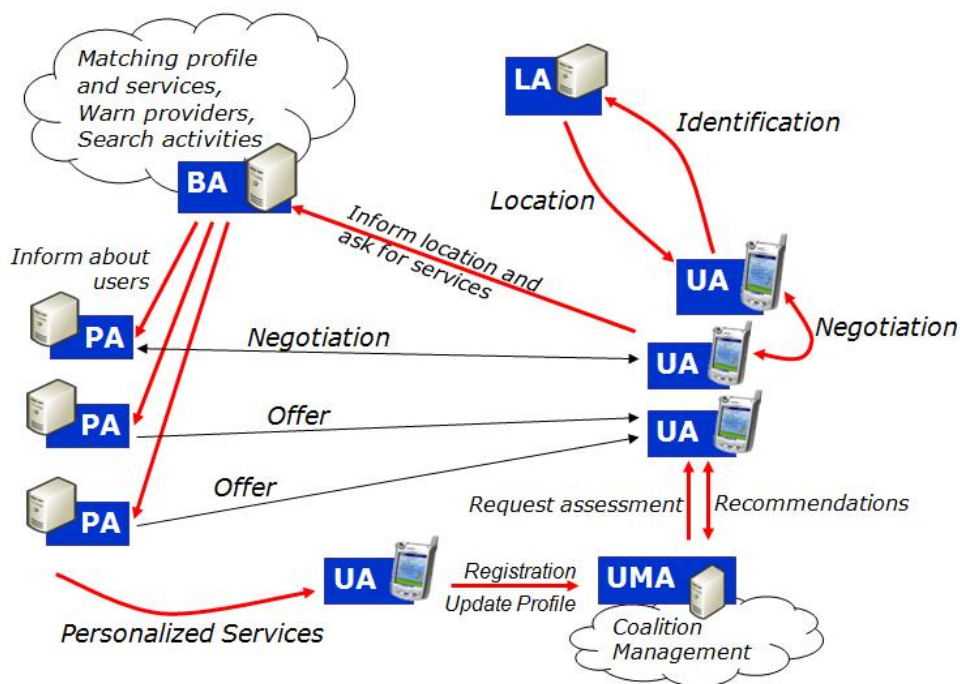 Matching profile
and services,
Warn providers,
Search activities
BA
LA
Identification
Location
Inform location and
ask for services
Inform about
users
UA
Negotiation
PA
Negotiation
UA
PA
Offer
UA
PA
Offer
Request assessment
Recommendations
UA
Registration
Update Profile
UMA
Personalized Services
Coalition
Management